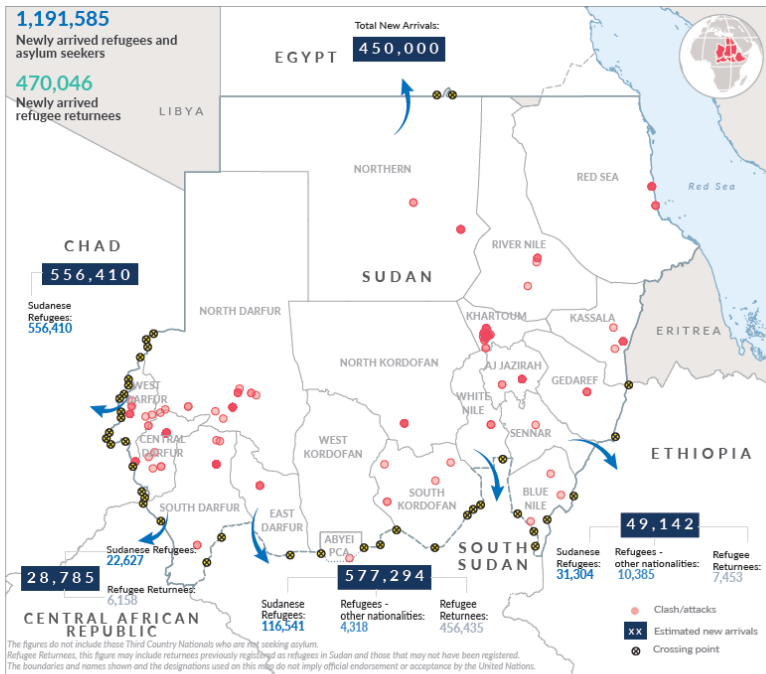 1,191,585
Newly arrived refugees and
asylum seekers
470,046
Newly arrived
refugee returnees
Total New Arrivals:
EGYPT
450,000
LIBYA
NORTHERN
RED SEA
Red Sea
CHAD
556,410
Sudanese
Refugees:
556,410
RIVER NILE
SUDAN
NORTH DARFUR
KHARTOUM
KASSALA
ERITREA
NORTH KORDOFAN
AJ JAZIRAH
GEDAREF
WEST
DARFUR
WHITE
NILE
SENNAR
CENTRAL
DARFUR
WEST
KORDOFAN
ETHIOPIA
SOUTH
KORDOFAN
BLUE
NILE
SOUTH DARFUR
EAST
DARFUR
ABYEI
PCA
SOUTH
SUDAN
49,142
Sudanese
Refugees:
31,304
Refugees -
other nationalities:
10,385
Refugee
Returnees:
7,453
Sudanese Refugees:
22,627
28,785
Refugee Returnees:
6,158
577,294
Sudanese
Refugees:
116,541
Refugees -
other nationalities:
4,318
Refugee
Returnees:
456,435
CENTRAL AFRICAN
REPUBLIC
Clash/attacks
xx Estimated new arrivals
Crossing point
The figures do not include those Third Country Nationals who are not seeking asylum.
Refugee Returnees, this figure may include returnees previously registered as refugees in Sudan and those that may not have been registered.
The boundaries and names shown and the designations used on this map do not imply official endorsement or acceptance by the United Nations.